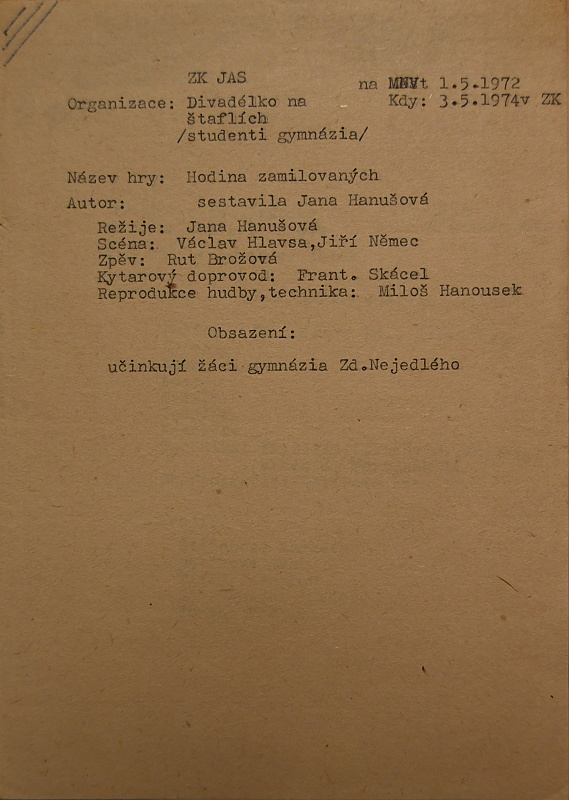 ZK JAS na t 1.5.1972
Organizace: Divadélko na Kdy: 3.5.1974v ZK
štaflích
/studenti gymnázia/
Název hry: Hodina zamilovaných
Autor: sestavila Jana Hanušová
Režije: Jana Hanušová
Scéna: Václav Hlavsa,Jiří Němec
Zpěv: Rut Brožová
Kytarový doprovod: Frant. Skácel
Reprodukce hudby,technika: Miloš Hanousek
Obsazení:
učinkují žáci gymnázia Zd.Nejedlého